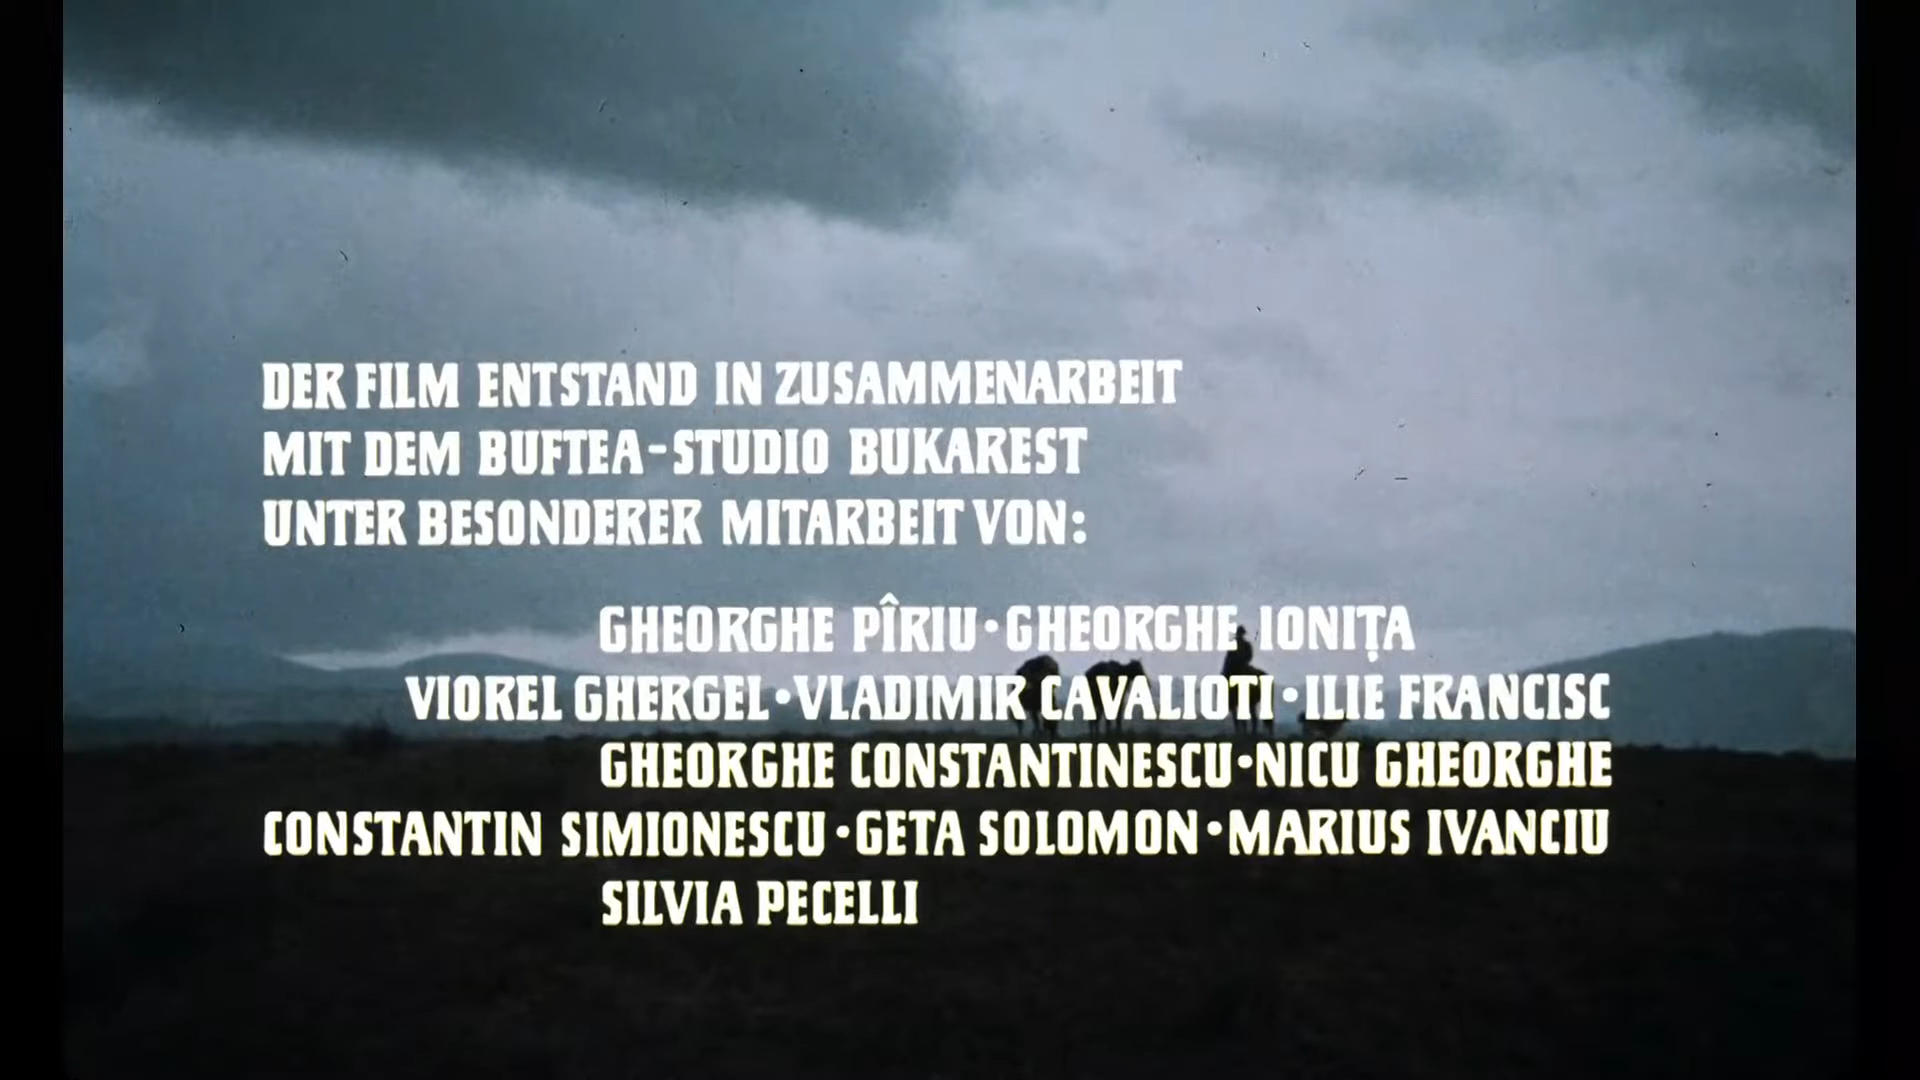 DER FILM ENTSTAND IN ZUSAMMENARBEIT
MIT DEM BUFTEA-STUDIO BUKAREST
UNTER BESONDERER MITARBEIT VON:
GHEORGHE PÎRIU•GHEORGHE IONIȚA
VIOREL GHERGEL•VLADIMIR CAVALIOTI•ILIE FRANCISC
GHEORGHE CONSTANTINESCU•NICU GHEORGHE
CONSTANTIN SIMIONESCU•GETA SOLOMON•MARIUS IVANCIU
SILVIA PECELLI